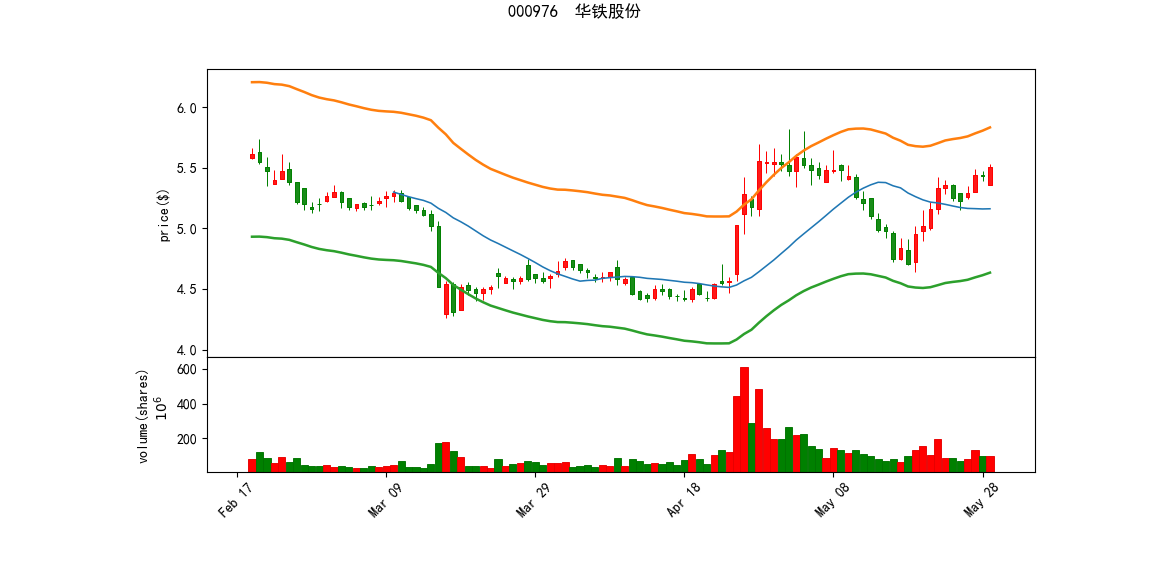 000976 华铁股份
price($)
6.0
5.5
5.0
4.5
4.0
volume(shares)
10^6
600
400
200
Feb 17
Mar 09
Mar 29
Apr 18
May 08
May 28